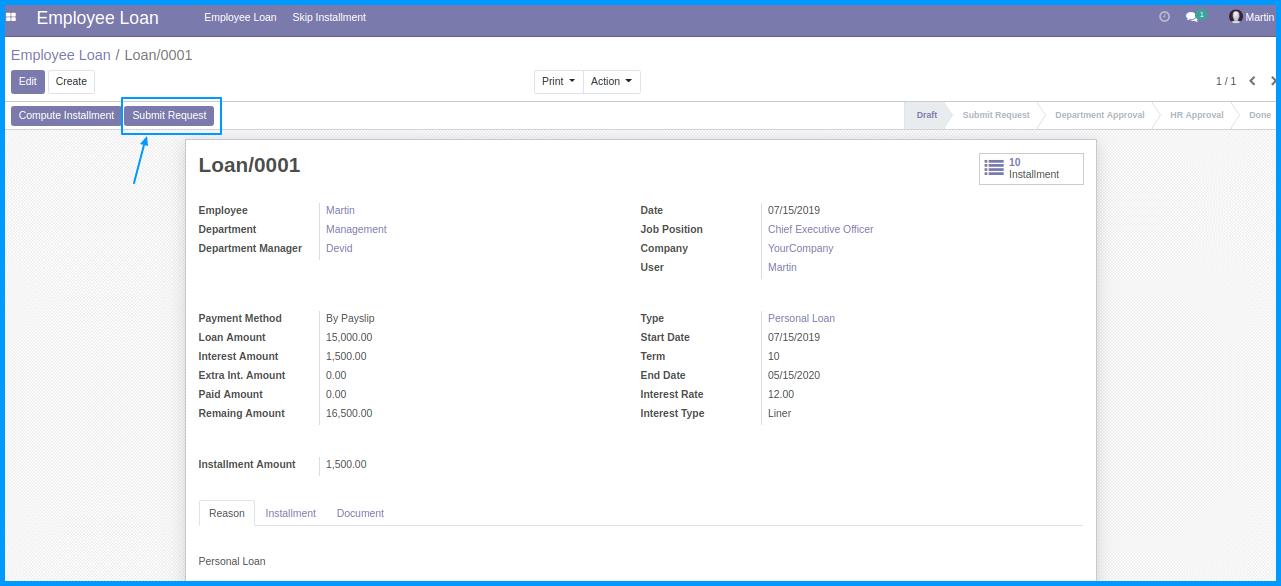 Employee Loan Employee Loan Skip Installment 1 Martin
Employee Loan / Loan/0001
Edit Create Print Action 1 / 1
Compute Installment Submit Request Draft Submit Request Department Approval HR Approval Done
Loan/0001
10
Installment
Employee Martin Date 07/15/2019
Department Management Job Position Chief Executive Officer
Department Manager Devid Company YourCompany
User Martin
Payment Method By Payslip Type Personal Loan
Loan Amount 15,000.00 Start Date 07/15/2019
Interest Amount 1,500.00 Term 10
Extra Int. Amount 0.00 End Date 05/15/2020
Paid Amount 0.00 Interest Rate 12.00
Remaing Amount 16,500.00 Interest Type Liner
Installment Amount 1,500.00
Reason Installment Document
Personal Loan